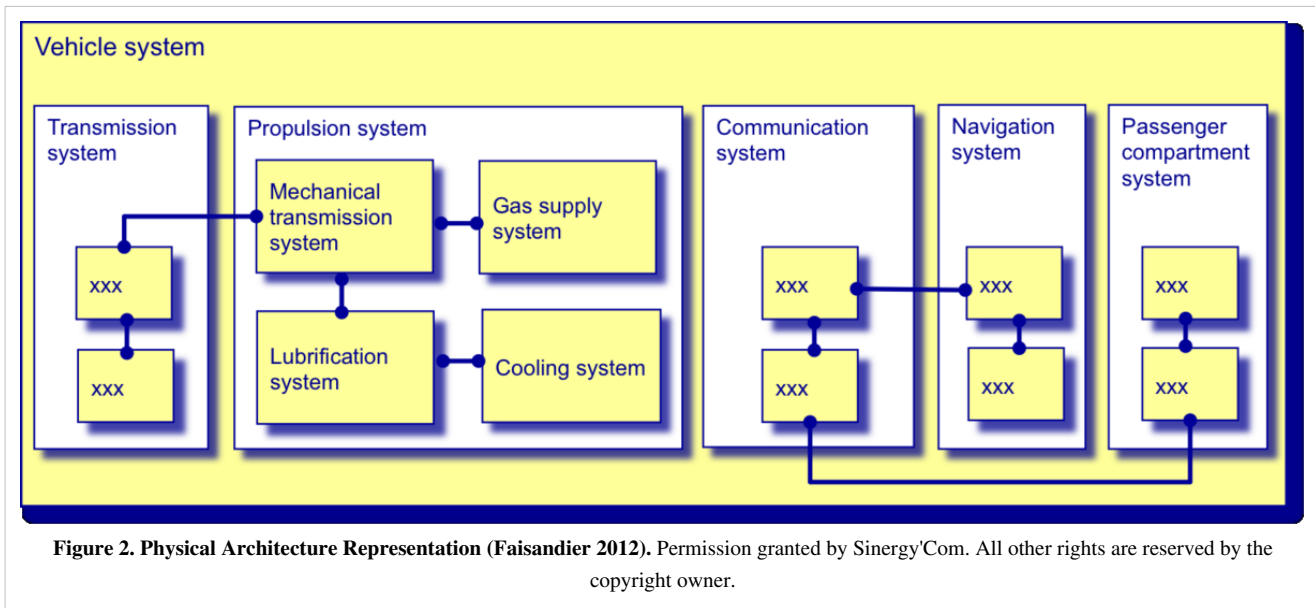 Vehicle system
Transmission
system
xxx
xxx
Propulsion system
Mechanical
transmission
system
Gas supply
system
Lubrification
system
Cooling system
Communication
system
xxx
xxx
Navigation
system
xxx
xxx
Passenger
compartment
system
xxx
xxx
Figure 2. Physical Architecture Representation (Faisandier 2012). Permission granted by Sinergy'Com. All other rights are reserved by the
copyright owner.